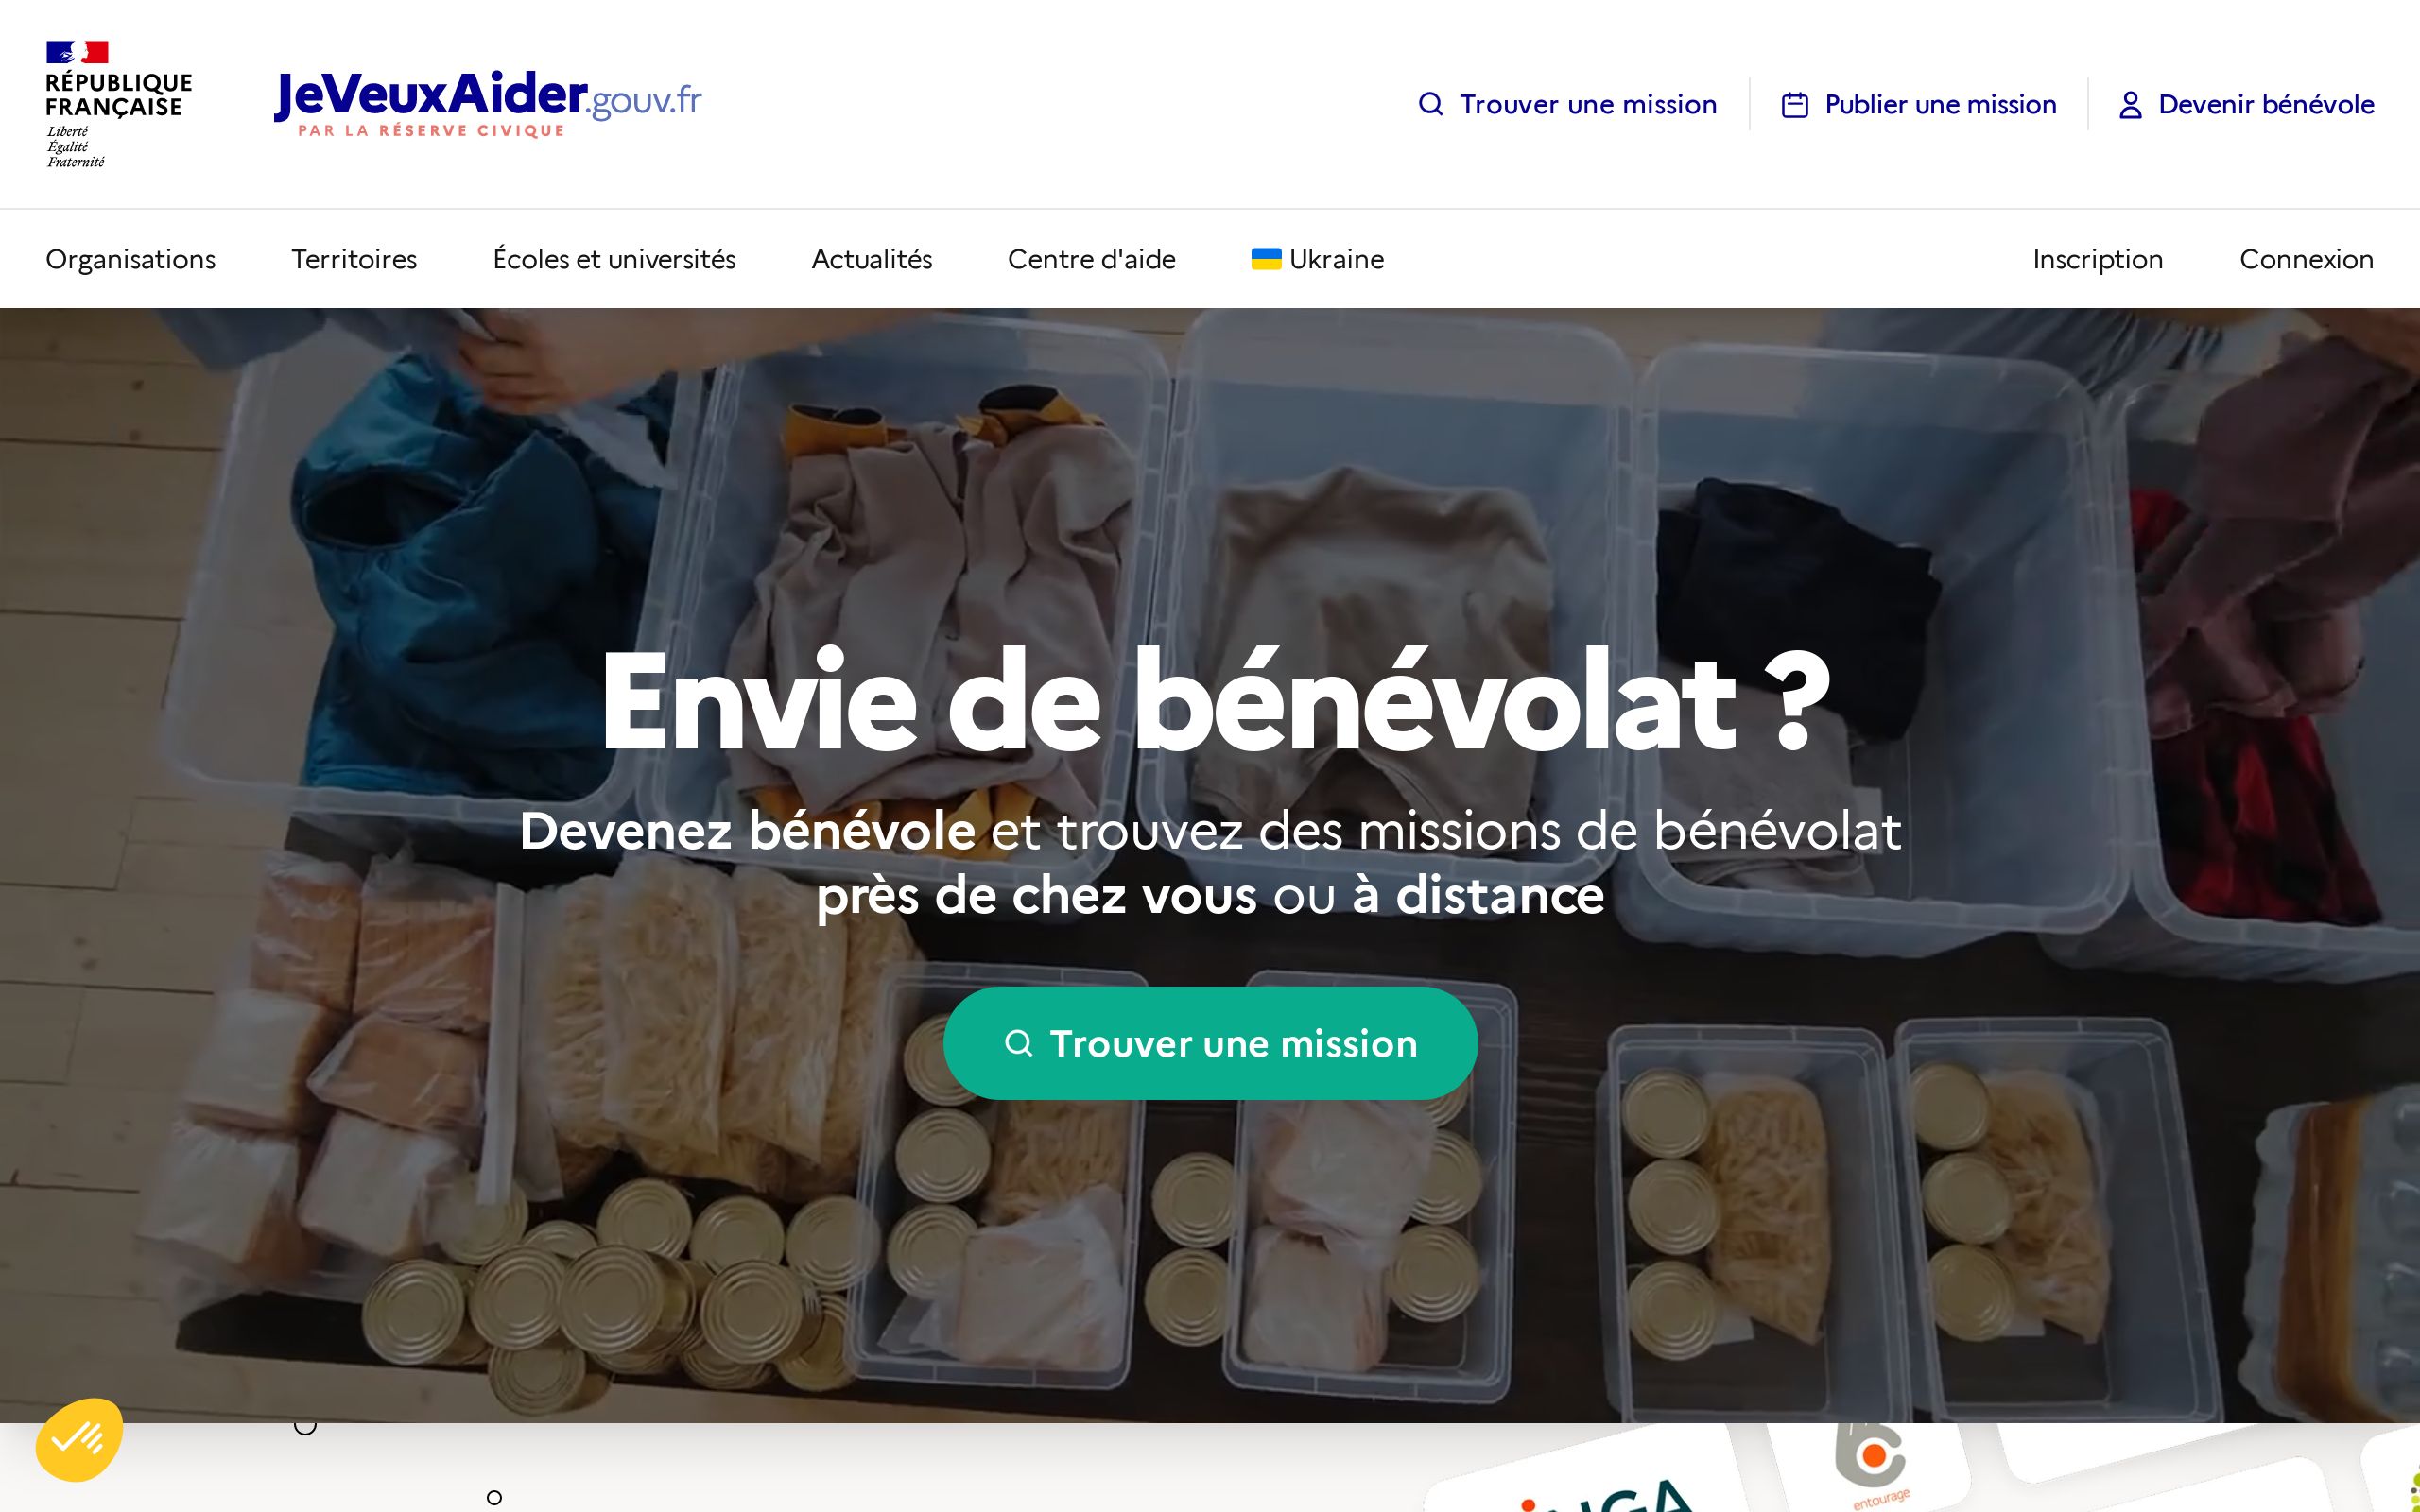 RÉPUBLIQUE
FRANÇAISE
Liberté
Égalité
Fraternité
JeVeuxAider.gouv.fr
PAR LA RÉSERVE CIVIQUE
Trouver une mission
Publier une mission
Devenir bénévole
Organisations
Territoires
Écoles et universités
Actualités
Centre d'aide
Ukraine
Inscription
Connexion
Envie de bénévolat ?
Devenez bénévole et trouvez des missions de bénévolat
près de chez vous ou à distance
Trouver une mission
entourage